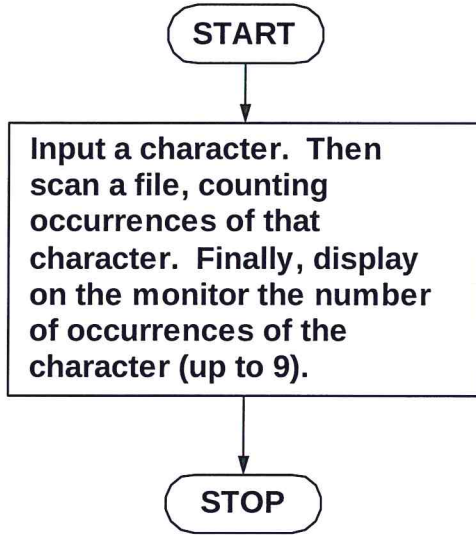 START
Input a character. Then
scan a file, counting
occurrences of that
character. Finally, display
on the monitor the number
of occurrences of the
character (up to 9).
STOP